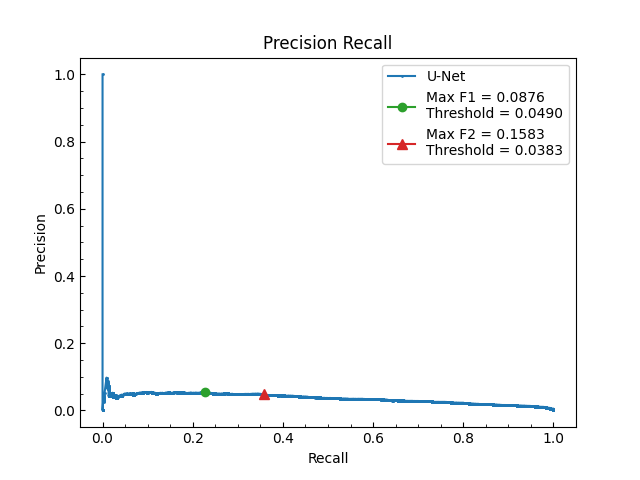 Precision Recall
U-Net
Max F1 = 0.0876
Threshold = 0.0490
Max F2 = 0.1583
Threshold = 0.0383
Precision
1.0
0.8
0.6
0.4
0.2
0.0
0.0 0.2 0.4 0.6 0.8 1.0
Recall